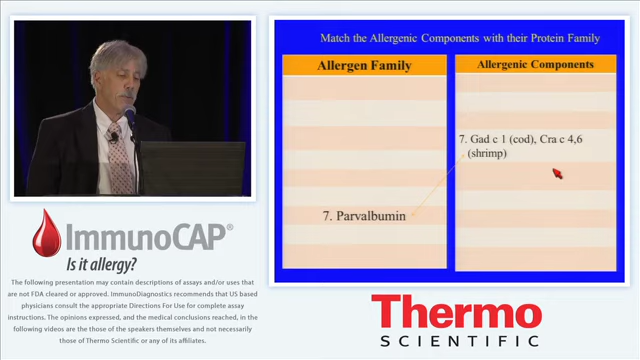 Match the Allergenic Components with their Protein Family
Allergen Family
Allergenic Components
7. Gad c 1 (cod), Cra c 4,6
(shrimp)
7. Parvalbumin
ImmunoCAP®
Is it allergy?
The following presentation may contain descriptions of assays and/or uses that
are not FDA cleared or approved. ImmunoDiagnostics recommends that US based
physicians consult the appropriate Directions For Use for complete assay
instructions. The opinions expressed, and the medical conclusions reached, in
the following videos are those of the speakers themselves and not necessarily
those of Thermo Scientific or any of its affiliates.
Thermo
SCIENTIFIC